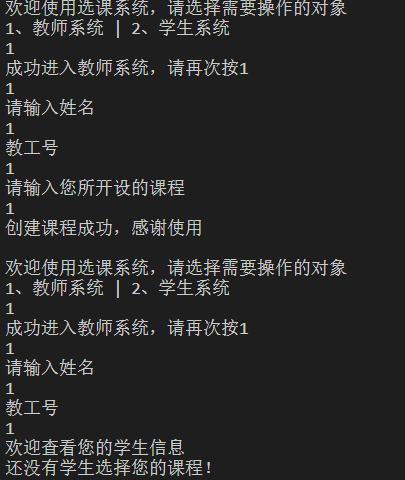 欢迎使用选课系统，请选择需要操作的对象
1、教师系统 | 2、学生系统
1
成功进入教师系统，请再次按1
1
请输入姓名
1
教工号
1
请输入您所开设的课程
1
创建课程成功，感谢使用
欢迎使用选课系统，请选择需要操作的对象
1、教师系统 | 2、学生系统
1
成功进入教师系统，请再次按1
1
请输入姓名
1
教工号
1
欢迎查看您的学生信息
还没有学生选择您的课程！